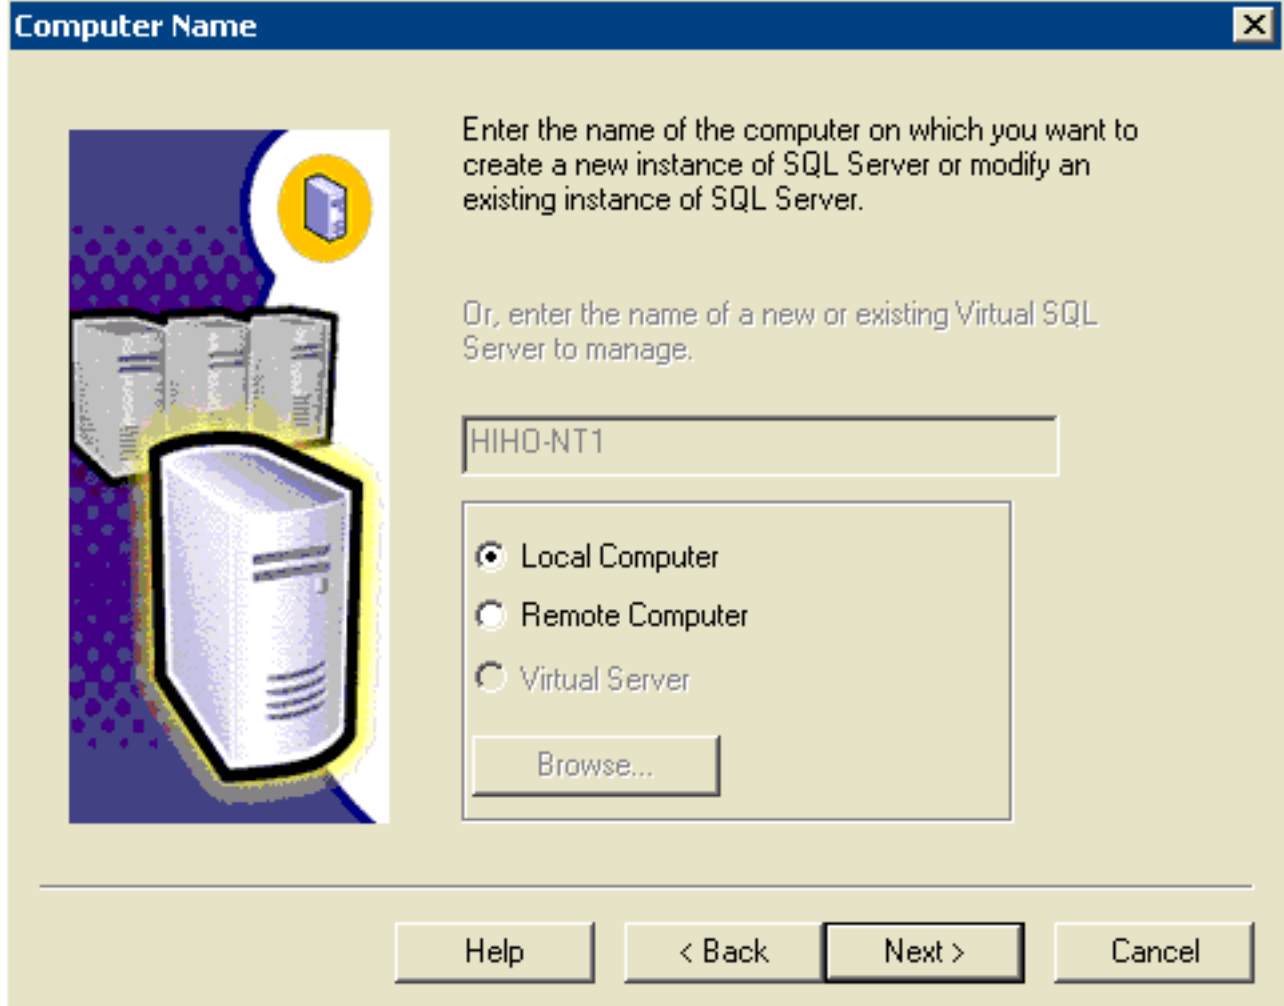 Computer Name
Enter the name of the computer on which you want to
create a new instance of SQL Server or modify an
existing instance of SQL Server.
Or, enter the name of a new or existing Virtual SQL
Server to manage.
HIHO-NT1
Local Computer
Remote Computer
Virtual Server
Browse...
Help
< Back
Next >
Cancel